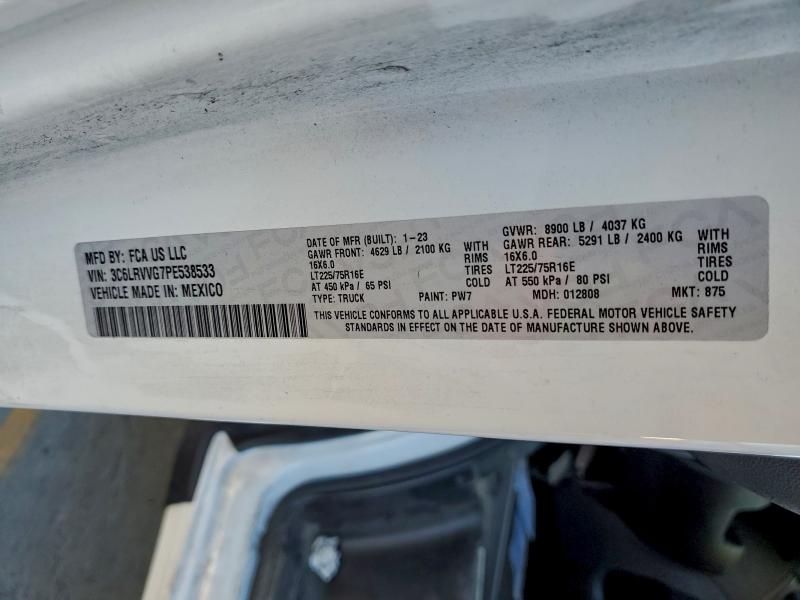 MFD BY: FCA US LLC
VIN: 3C6LRVVG7PE538533
VEHICLE MADE IN: MEXICO
DATE OF MFR (BUILT): 1-23
GAWR FRONT: 4629 LB / 2100 KG WITH
16X6.0 RIMS
LT225/75R16E TIRES
AT 450 kPa / 65 PSI COLD
GVWR: 8900 LB / 4037 KG
GAWR REAR: 5291 LB / 2400 KG WITH
16X6.0 RIMS
LT225/75R16E TIRES
AT 550 kPa / 80 PSI COLD
TYPE: TRUCK PAINT: PW7 MDH: 012808 MKT: 875
THIS VEHICLE CONFORMS TO ALL APPLICABLE U.S.A. FEDERAL MOTOR VEHICLE SAFETY
STANDARDS IN EFFECT ON THE DATE OF MANUFACTURE SHOWN ABOVE.